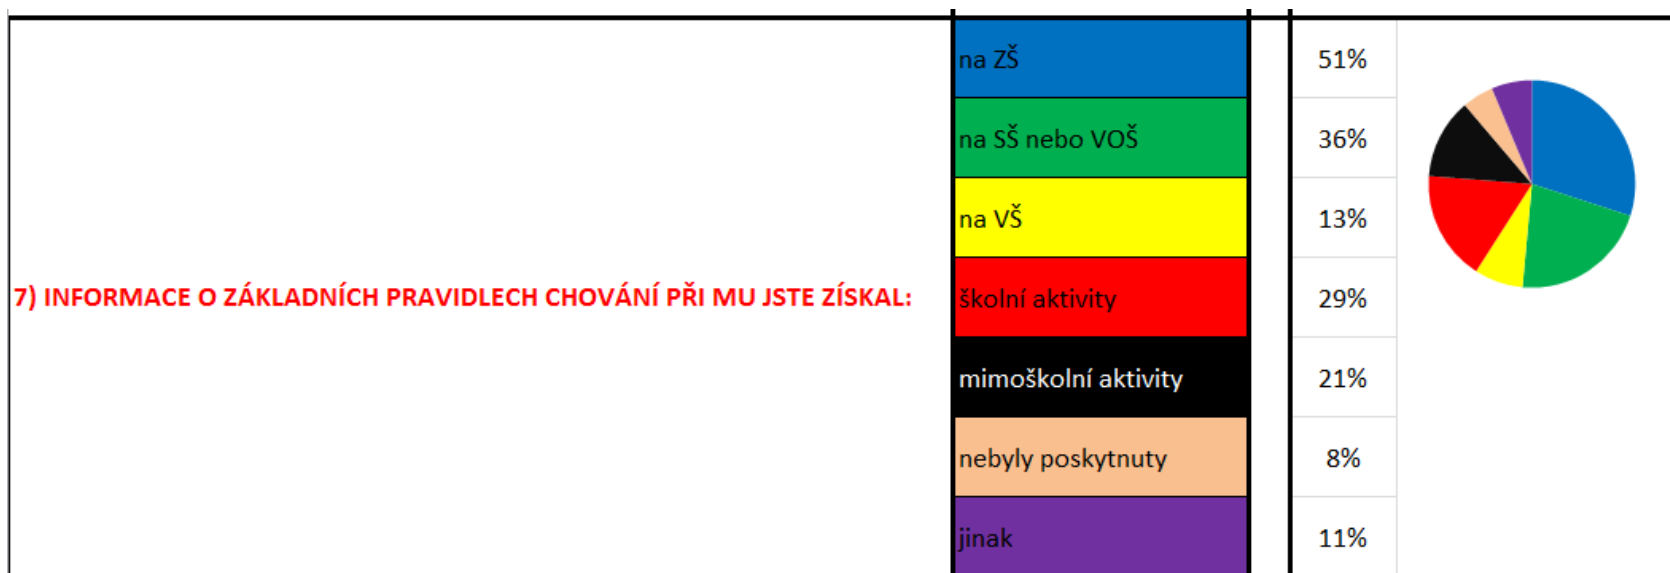 na ZŠ 51%
na SŠ nebo VOŠ 36%
na VŠ 13%
7) INFORMACE O ZÁKLADNÍCH PRAVIDLECH CHOVÁNÍ PŘI MU JSTE ZÍSKAL: školní aktivity 29%
mimoškolní aktivity 21%
nebyly poskytnuty 8%
jinak 11%